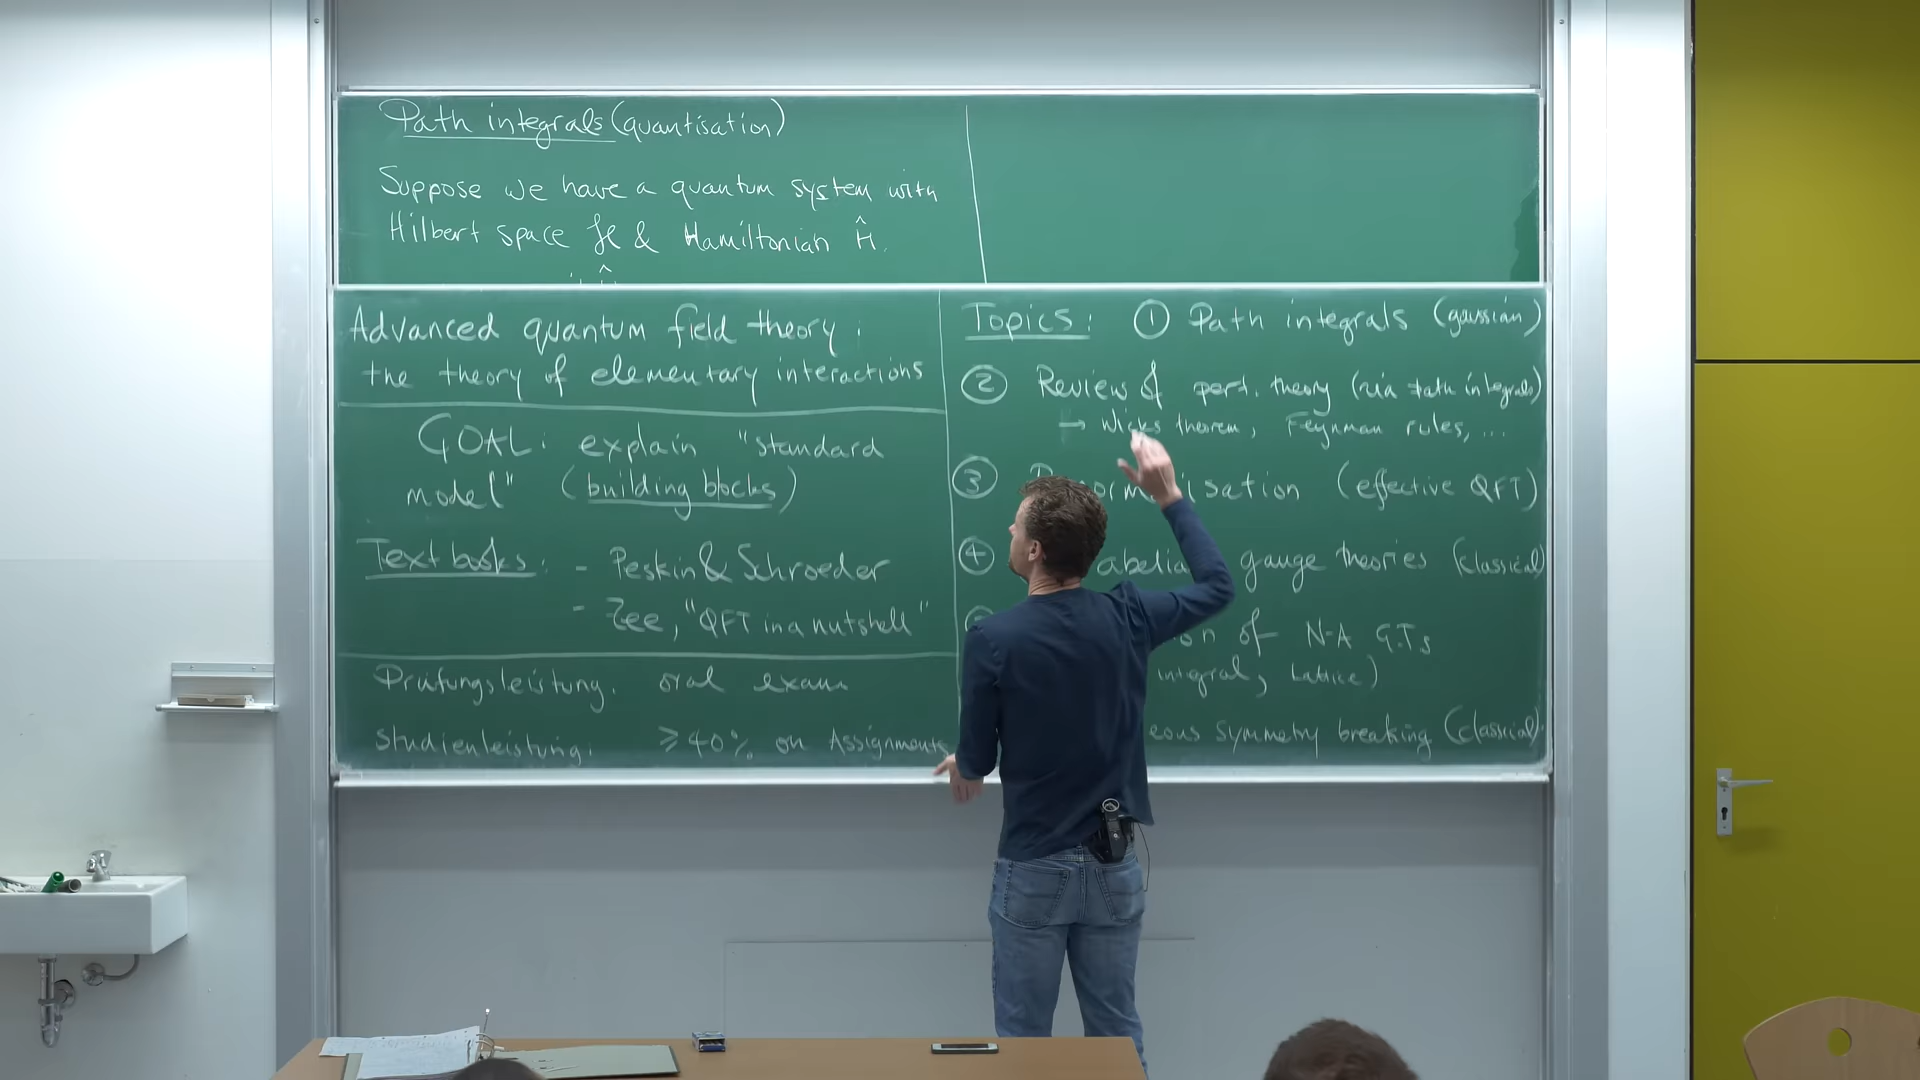 Path integrals (quantisation)
Suppose we have a quantum system with
Hilbert space ℋ & Hamiltonian Ĥ.
Advanced quantum field theory:
the theory of elementary interactions
GOAL: explain "standard
model" (building blocks)
Textbooks: - Peskin & Schroeder
- Zee, "QFT in a nutshell"
Prüfungsleistung. oral exam
Studienleistung: ≥40% on Assignments
Topics: ① Path integrals (gaussian)
② Review of pert. theory (via path integrals)
→ Wicks theorem, Feynman rules, ...
③ (effective QFT)
④ gauge theories (classical)
of N-A G.T.s
integral, Lattice)
symmetry breaking (classical)